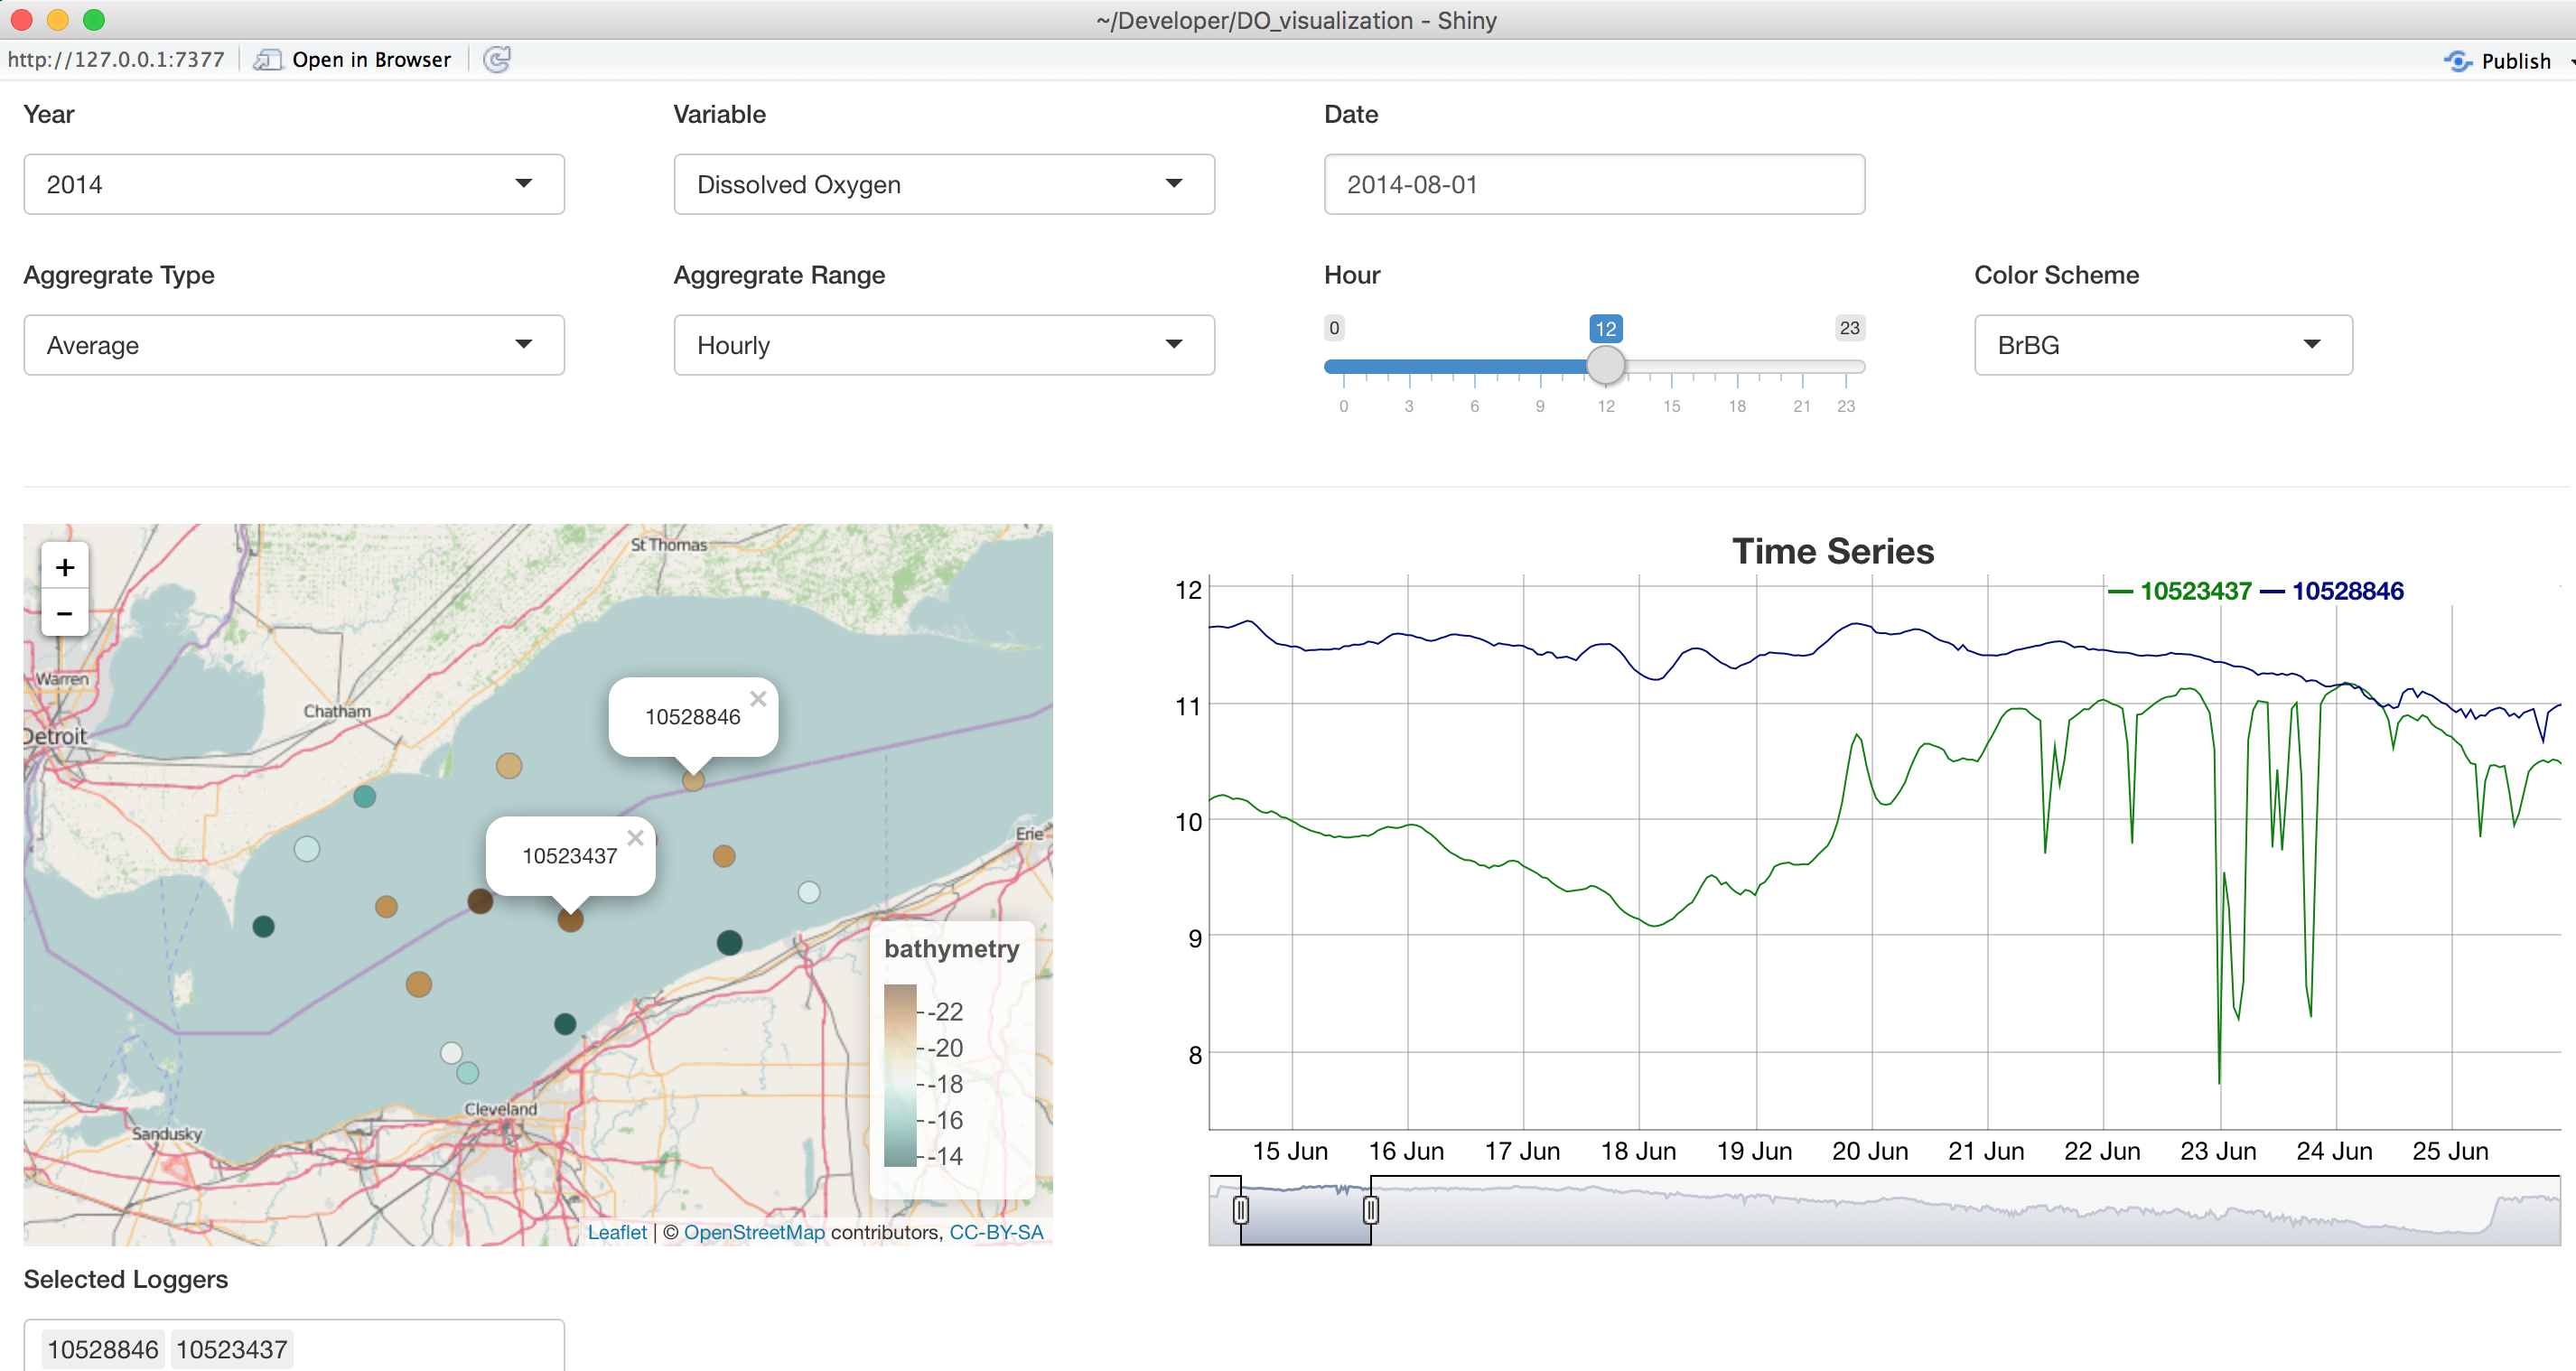 ~/Developer/DO_visualization - Shiny
http://127.0.0.1:7377 Open in Browser Publish
Year Variable Date
2014 Dissolved Oxygen 2014-08-01
Aggregrate Type Aggregrate Range Hour Color Scheme
0 12 23
Average Hourly BrBG
0 3 6 9 12 15 18 21 23
+
−
St Thomas
Warren
Chatham
Detroit
10528846 ×
10523437 ×
Erie
Cleveland
Sandusky
bathymetry
-22
-20
-18
-16
-14
Leaflet | © OpenStreetMap contributors, CC-BY-SA
Time Series
10523437 10528846
12
11
10
9
8
15 Jun 16 Jun 17 Jun 18 Jun 19 Jun 20 Jun 21 Jun 22 Jun 23 Jun 24 Jun 25 Jun
Selected Loggers
10528846 10523437